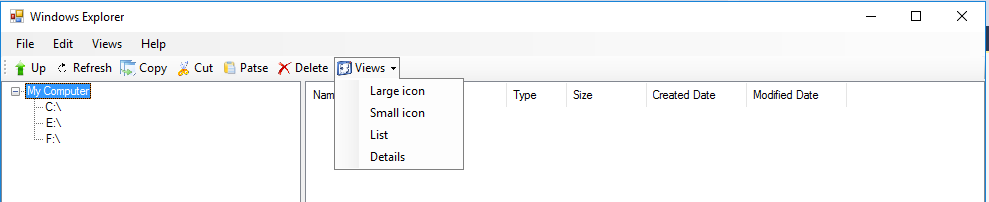 Windows Explorer
File Edit Views Help
Up Refresh Copy Cut Patse Delete Views
My Computer
C:\
E:\
F:\
Large icon
Small icon
List
Details
Type Size Created Date Modified Date